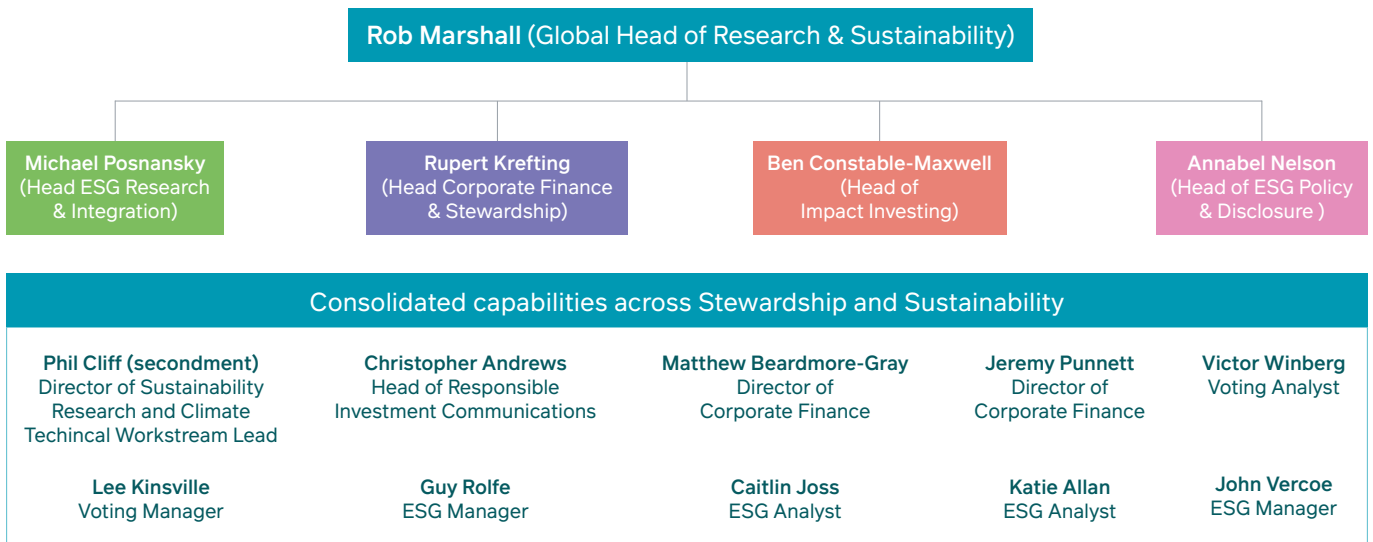 Rob Marshall (Global Head of Research & Sustainability)
Michael Posnansky
(Head ESG Research
& Integration)
Rupert Krefting
(Head Corporate Finance
& Stewardship)
Ben Constable-Maxwell
(Head of
Impact Investing)
Annabel Nelson
(Head of ESG Policy
& Disclosure )
Consolidated capabilities across Stewardship and Sustainability
Phil Cliff (secondment)
Director of Sustainability
Research and Climate
Techincal Workstream Lead
Christopher Andrews
Head of Responsible
Investment Communications
Matthew Beardmore-Gray
Director of
Corporate Finance
Jeremy Punnett
Director of
Corporate Finance
Victor Winberg
Voting Analyst
Lee Kinsville
Voting Manager
Guy Rolfe
ESG Manager
Caitlin Joss
ESG Analyst
Katie Allan
ESG Analyst
John Vercoe
ESG Manager